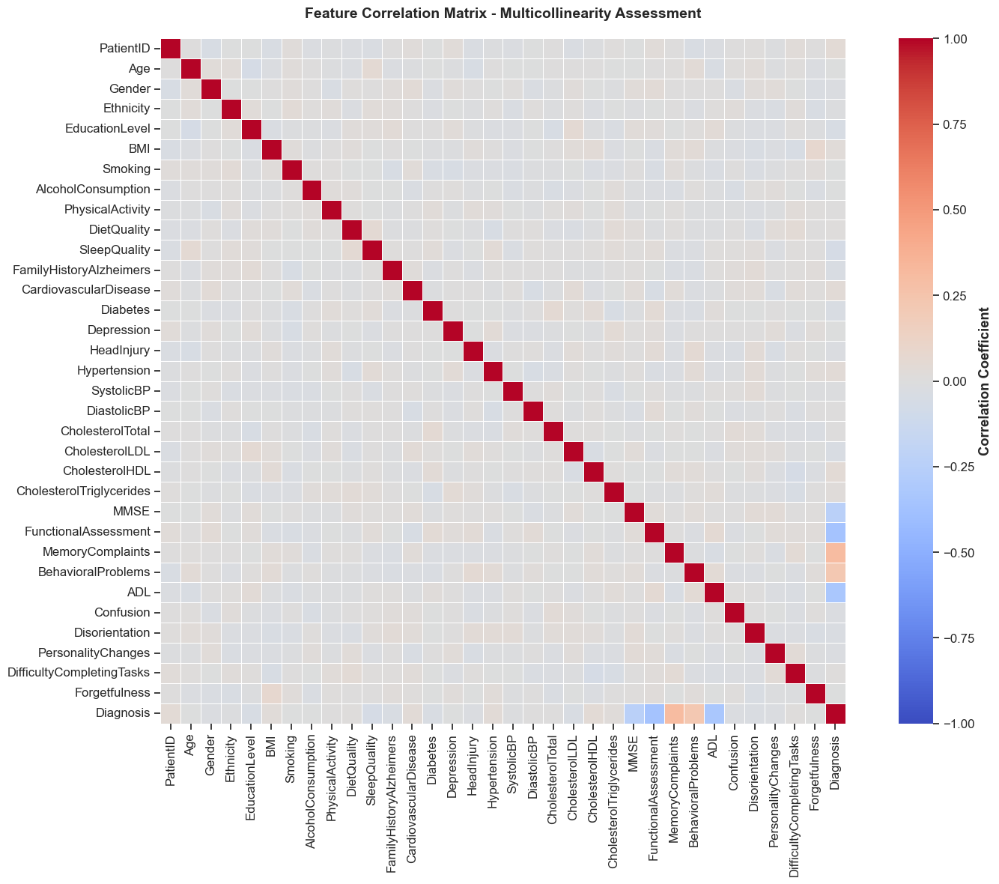 Feature Correlation Matrix - Multicollinearity Assessment
PatientID
Age
Gender
Ethnicity
EducationLevel
BMI
Smoking
AlcoholConsumption
PhysicalActivity
DietQuality
SleepQuality
FamilyHistoryAlzheimers
CardiovascularDisease
Diabetes
Depression
HeadInjury
Hypertension
SystolicBP
DiastolicBP
CholesterolTotal
CholesterolLDL
CholesterolHDL
CholesterolTriglycerides
MMSE
FunctionalAssessment
MemoryComplaints
BehavioralProblems
ADL
Confusion
Disorientation
PersonalityChanges
DifficultyCompletingTasks
Forgetfulness
Diagnosis
PatientID
Age
Gender
Ethnicity
EducationLevel
BMI
Smoking
AlcoholConsumption
PhysicalActivity
DietQuality
SleepQuality
FamilyHistoryAlzheimers
CardiovascularDisease
Diabetes
Depression
HeadInjury
Hypertension
SystolicBP
DiastolicBP
CholesterolTotal
CholesterolLDL
CholesterolHDL
CholesterolTriglycerides
MMSE
FunctionalAssessment
MemoryComplaints
BehavioralProblems
ADL
Confusion
Disorientation
PersonalityChanges
DifficultyCompletingTasks
Forgetfulness
Diagnosis
1.00
0.75
0.50
0.25
0.00
−0.25
−0.50
−0.75
−1.00
Correlation Coefficient